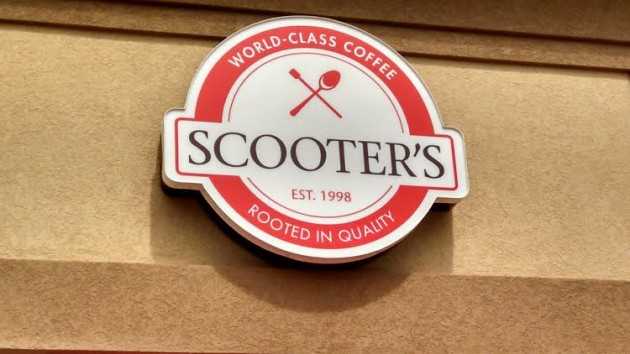 WORLD-CLASS COFFEE
SCOOTER'S
EST. 1998
ROOTED IN QUALITY